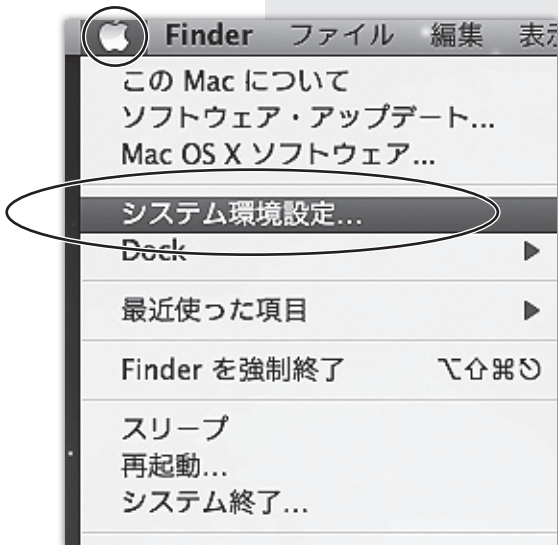 Finder ファイル 編集 表示
この Mac について
ソフトウェア・アップデート...
Mac OS X ソフトウェア...
システム環境設定...
Dock
最近使った項目
Finder を強制終了 ⌥⇧⌘⎋
スリープ
再起動...
システム終了...